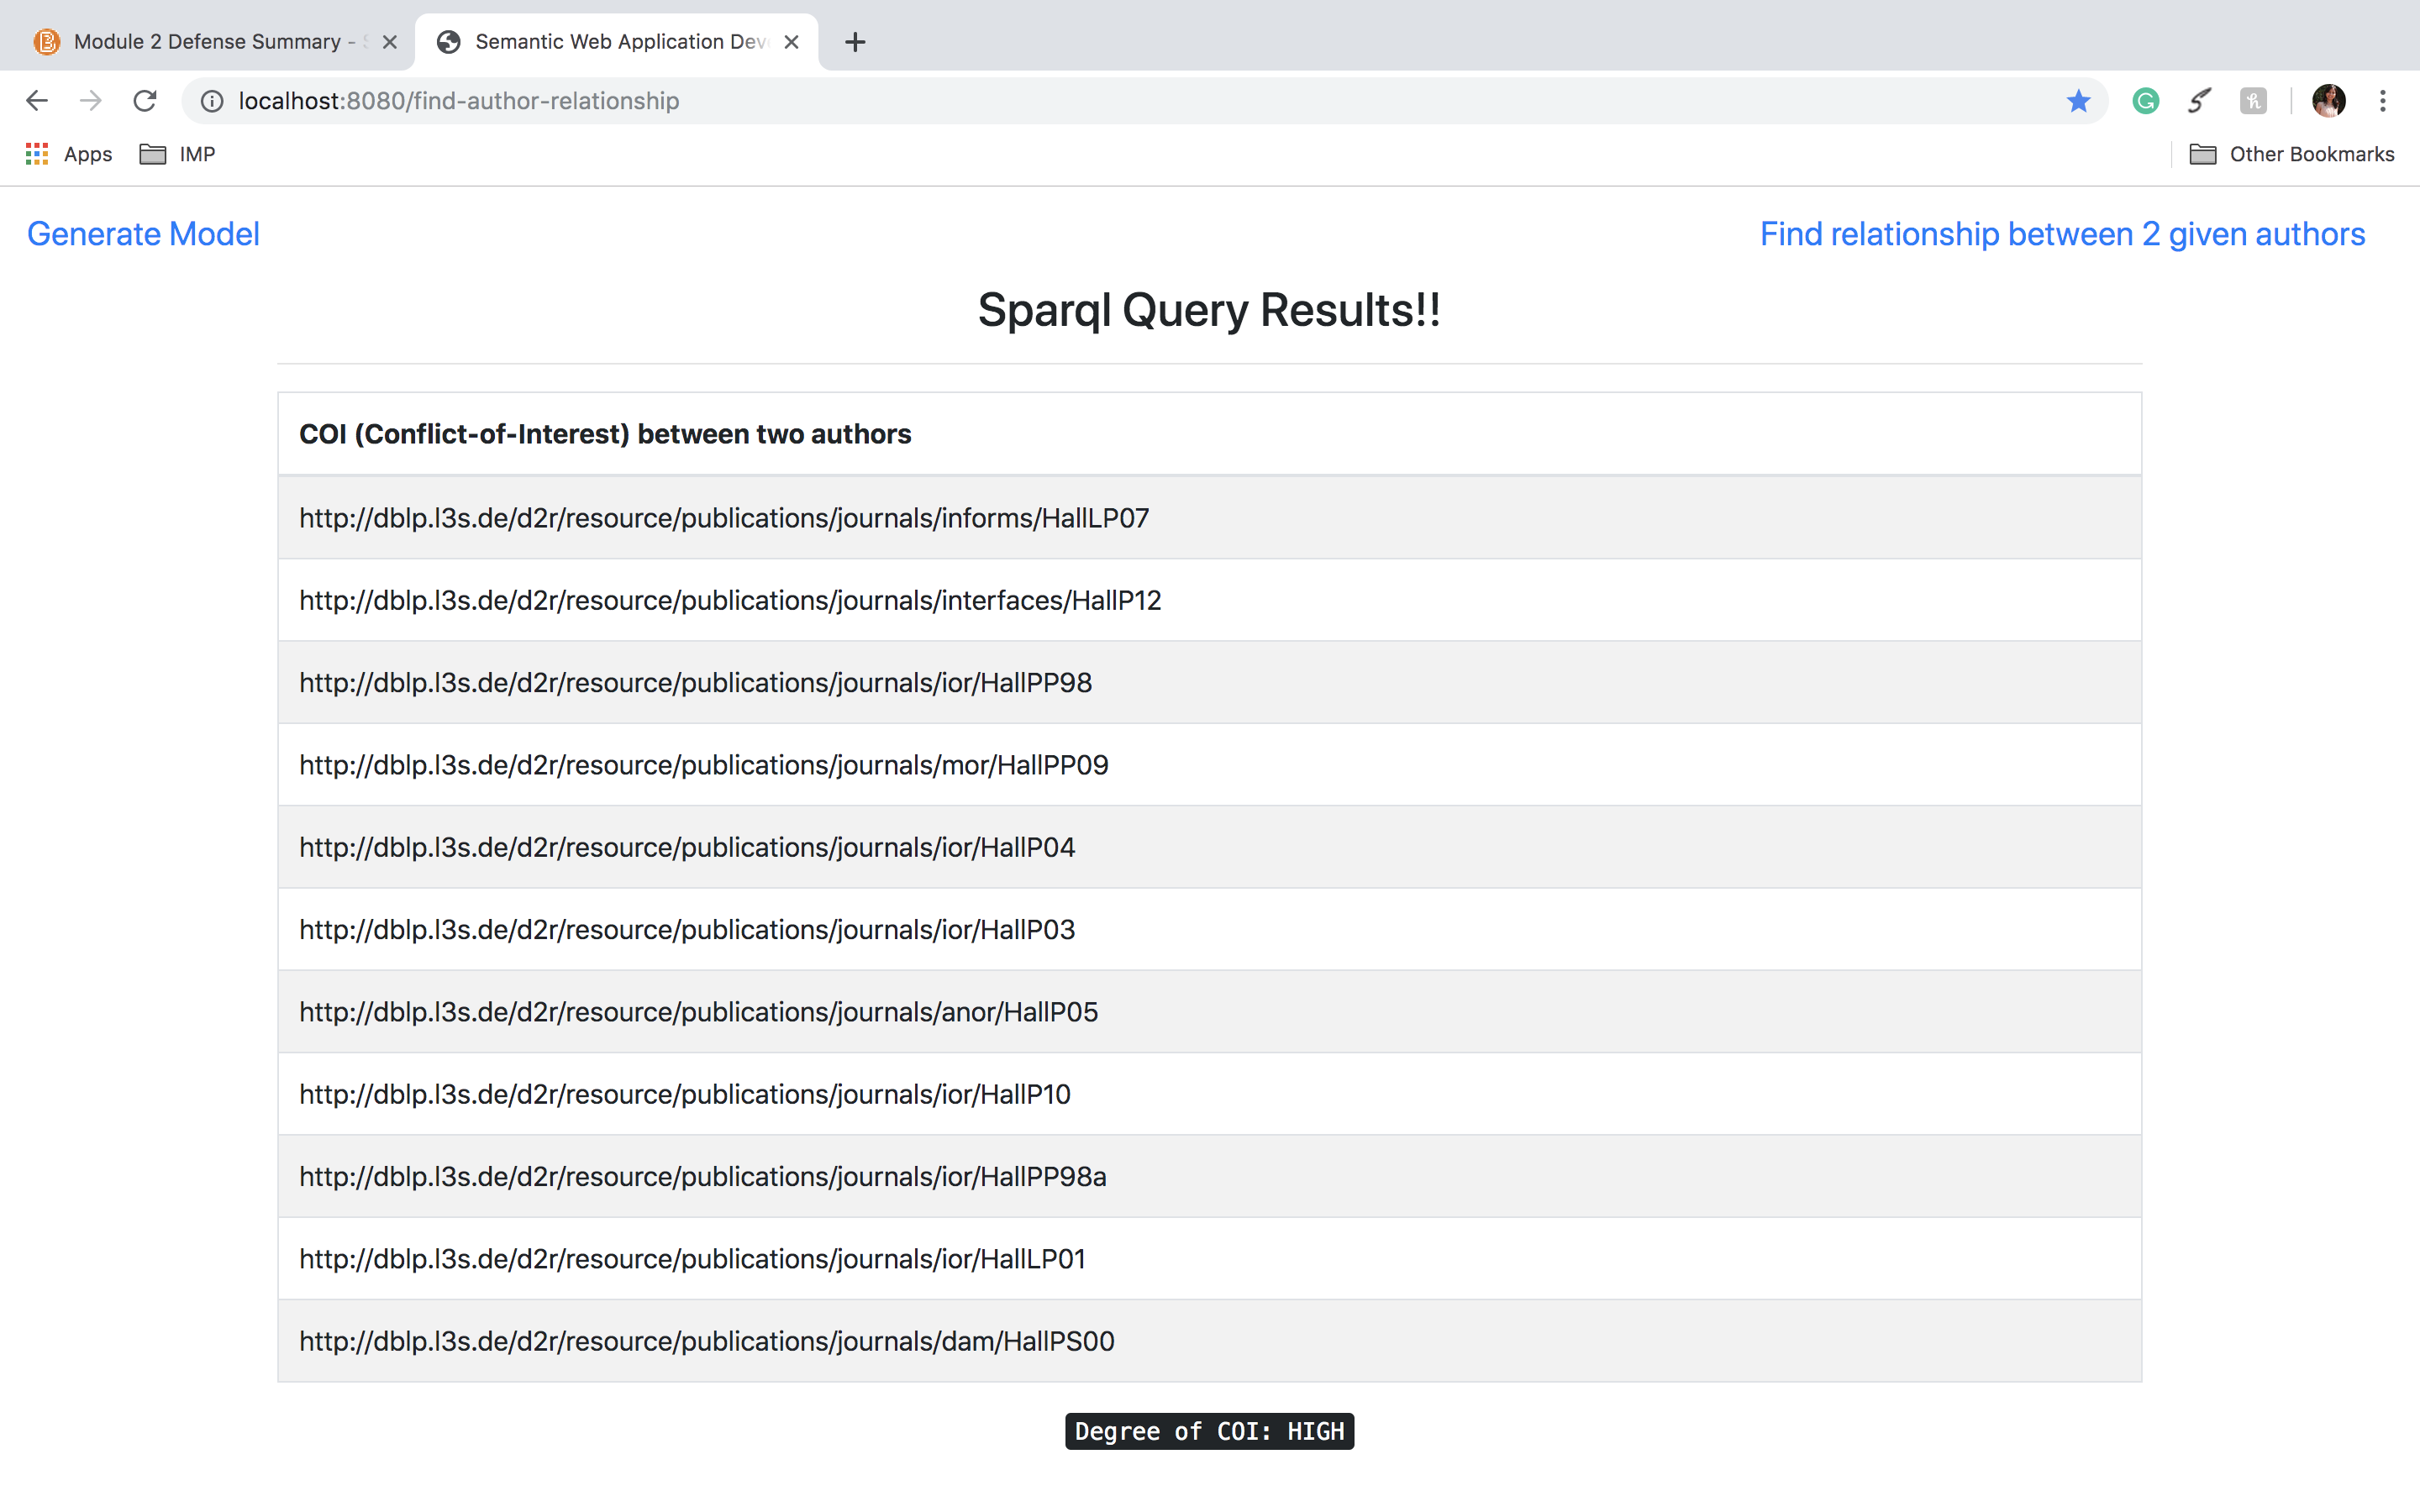 Module 2 Defense Summary -
Semantic Web Application Dev
localhost:8080/find-author-relationship
Apps
IMP
Other Bookmarks
Generate Model
Find relationship between 2 given authors
Sparql Query Results!!
COI (Conflict-of-Interest) between two authors
http://dblp.l3s.de/d2r/resource/publications/journals/informs/HallLP07
http://dblp.l3s.de/d2r/resource/publications/journals/interfaces/HallP12
http://dblp.l3s.de/d2r/resource/publications/journals/ior/HallPP98
http://dblp.l3s.de/d2r/resource/publications/journals/mor/HallPP09
http://dblp.l3s.de/d2r/resource/publications/journals/ior/HallP04
http://dblp.l3s.de/d2r/resource/publications/journals/ior/HallP03
http://dblp.l3s.de/d2r/resource/publications/journals/anor/HallP05
http://dblp.l3s.de/d2r/resource/publications/journals/ior/HallP10
http://dblp.l3s.de/d2r/resource/publications/journals/ior/HallPP98a
http://dblp.l3s.de/d2r/resource/publications/journals/ior/HallLP01
http://dblp.l3s.de/d2r/resource/publications/journals/dam/HallPS00
Degree of COI: HIGH